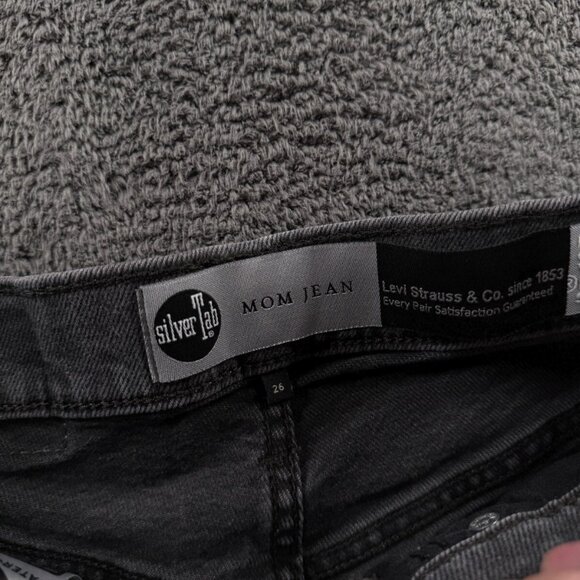 silver Tab®
MOM JEAN
Levi Strauss & Co. since 1853
Every Pair Satisfaction Guaranteed
26